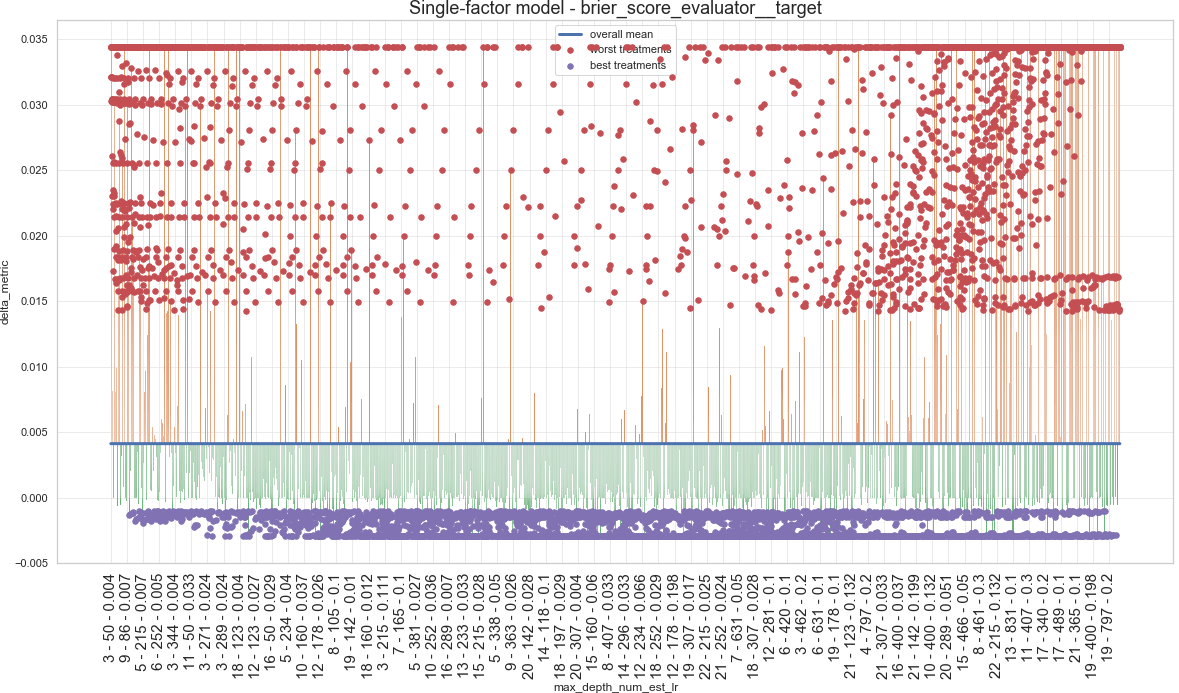 Single-factor model - brier_score_evaluator__target
overall mean
worst treatments
best treatments
delta_metric
0.035
0.030
0.025
0.020
0.015
0.010
0.005
0.000
−0.005
3 - 50 - 0.004
9 - 86 - 0.007
5 - 215 - 0.007
6 - 252 - 0.005
3 - 3444 - 0.004
11 - 50 - 0.033
3 - 271 - 0.024
3 - 289 - 0.024
18 - 123 - 0.004
12 - 123 - 0.027
16 - 50 - 0.029
5 - 234 - 0.04
10 - 160 - 0.037
12 - 178 - 0.026
8 - 105 - 0.1
19 - 142 - 0.01
18 - 160 - 0.012
3 - 215 - 0.111
7 - 165 - 0.1
5 - 381 - 0.027
10 - 252 - 0.036
16 - 289 - 0.007
13 - 233 - 0.033
15 - 215 - 0.028
5 - 338 - 0.05
9 - 363 - 0.026
20 - 142 - 0.028
14 - 118 - 0.1
18 - 197 - 0.029
20 - 307 - 0.004
15 - 160 - 0.06
8 - 407 - 0.033
14 - 296 - 0.033
12 - 234 - 0.066
18 - 252 - 0.029
12 - 178 - 0.198
19 - 307 - 0.017
22 - 215 - 0.025
21 - 252 - 0.024
7 - 631 - 0.05
18 - 307 - 0.028
12 - 281 - 0.1
6 - 420 - 0.1
3 - 462 - 0.2
6 - 631 - 0.1
19 - 178 - 0.1
21 - 123 - 0.132
4 - 797 - 0.2
21 - 307 - 0.033
16 - 400 - 0.037
21 - 142 - 0.199
10 - 400 - 0.132
20 - 289 - 0.051
15 - 466 - 0.05
8 - 461 - 0.3
22 - 215 - 0.132
13 - 831 - 0.1
11 - 407 - 0.3
17 - 340 - 0.2
17 - 489 - 0.1
21 - 365 - 0.1
19 - 400 - 0.198
19 - 797 - 0.2
max_depth_num_est_lr